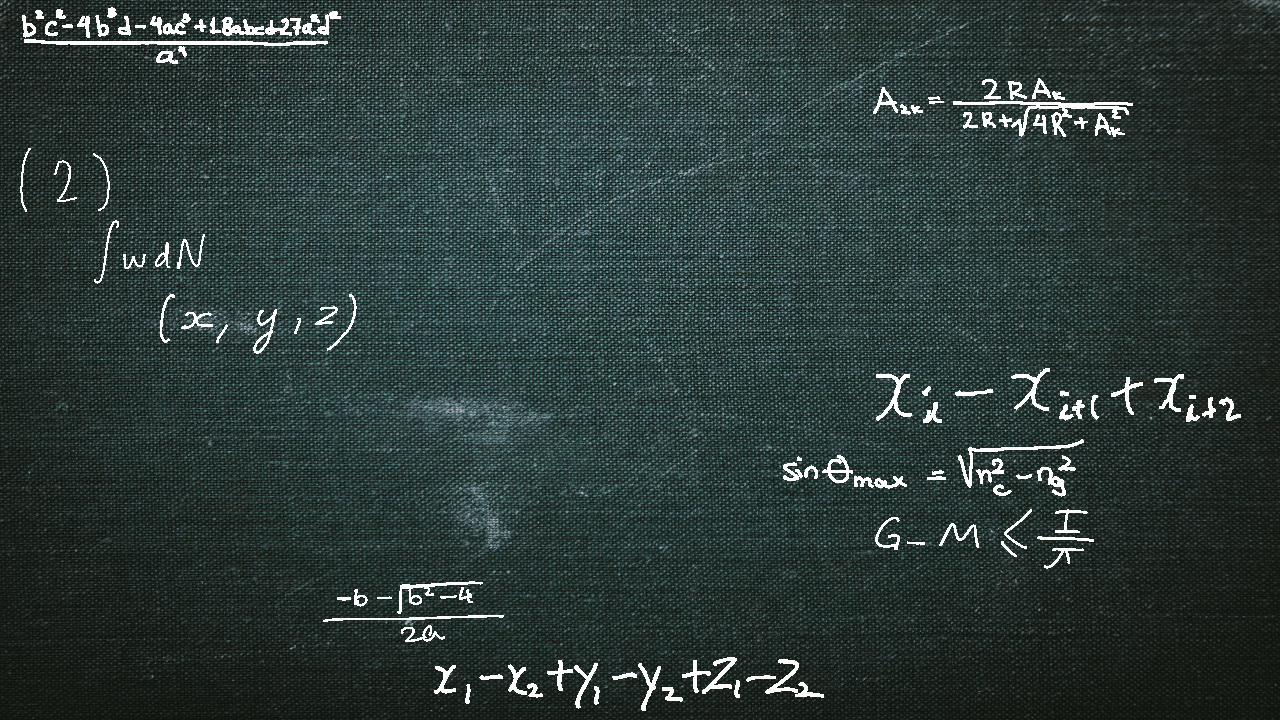 \frac{b^2c^2-4b^3d-4ac^3+18abcd-27a^2d^2}{a^4}
A_{2k} = \frac{2RA_k}{2R+\sqrt{4R^2+A_k^2}}
(2)
\int wdN
(x, y, z)
x_i - x_{i+1} + x_{i+2}
\sin\theta_{max} = \sqrt{n_c^2-n_g^2}
G-M \leqslant \frac{I}{\pi}
\frac{-b-\sqrt{b^2-4}}{2a}
x_1-x_2+y_1-y_2+z_1-z_2